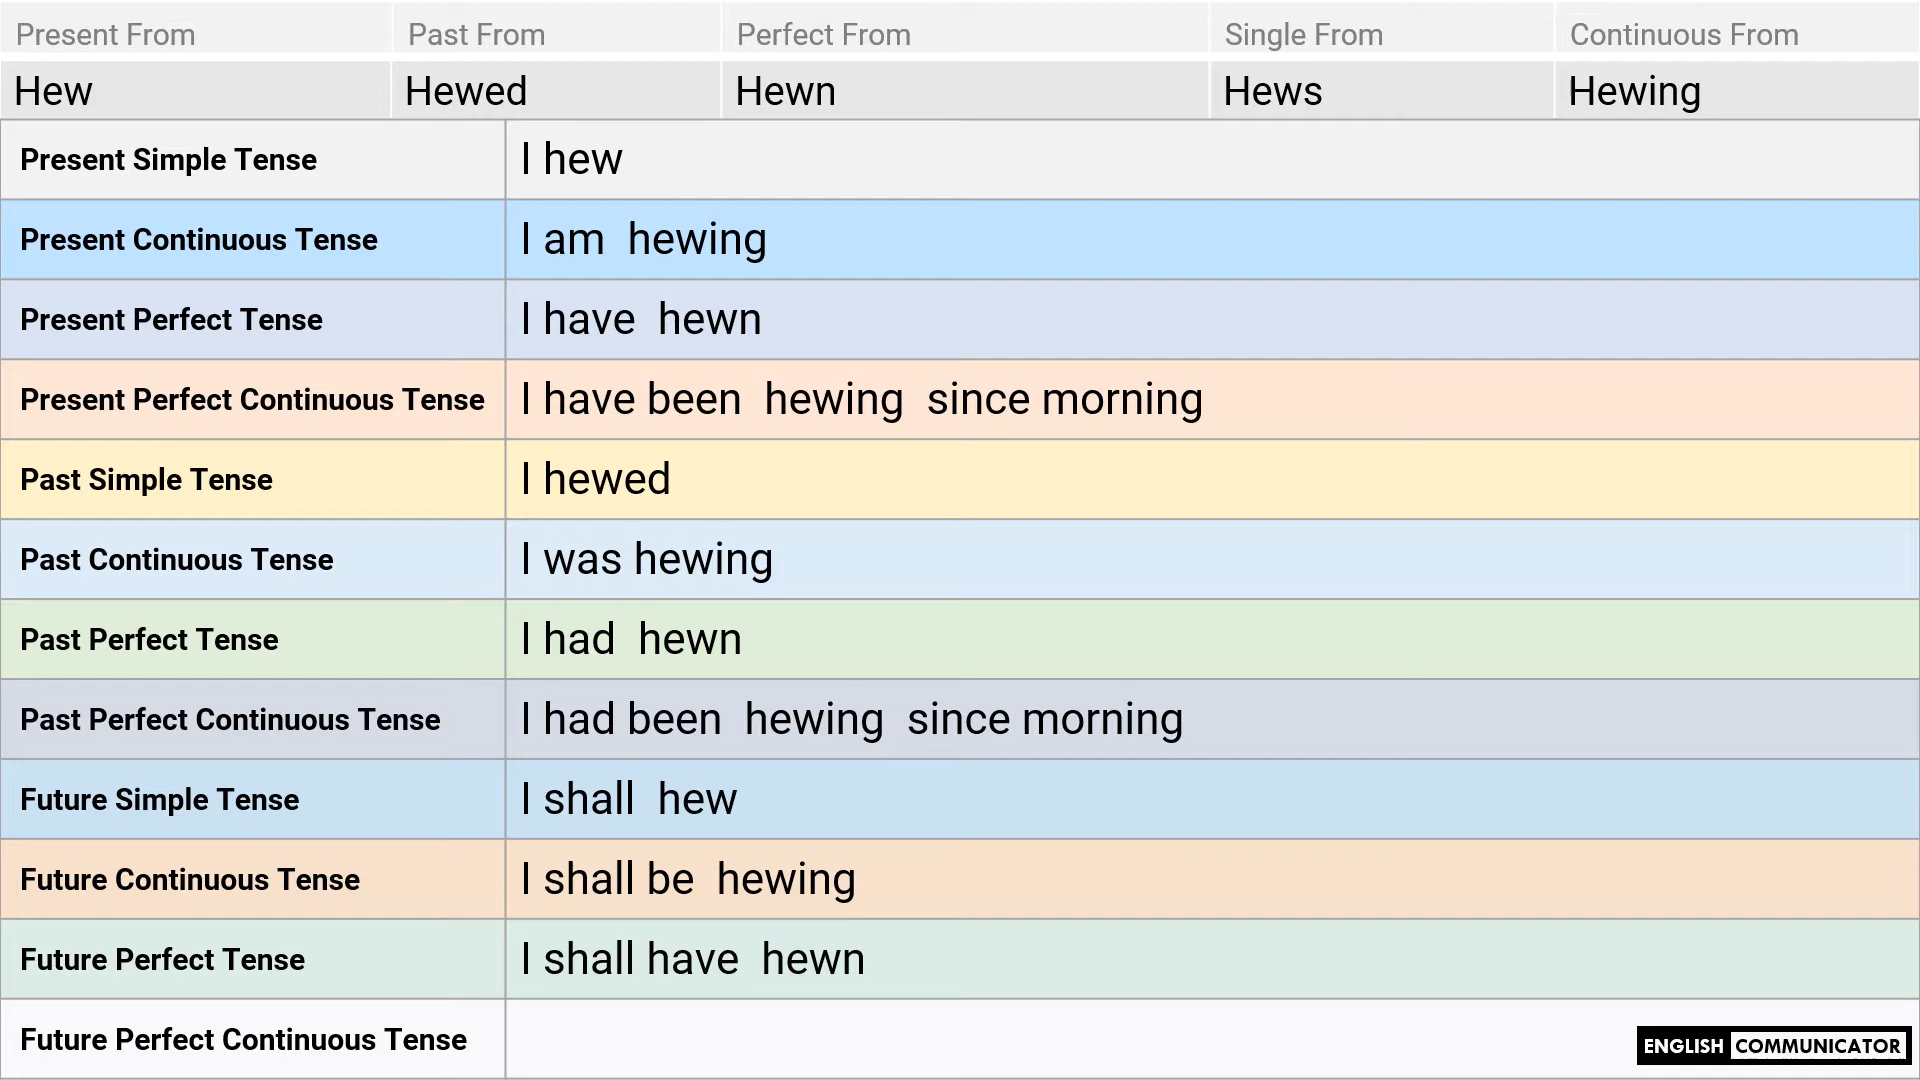 Present From Past From Perfect From Single From Continuous From
Hew Hewed Hewn Hews Hewing
Present Simple Tense I hew
Present Continuous Tense I am hewing
Present Perfect Tense I have hewn
Present Perfect Continuous Tense I have been hewing since morning
Past Simple Tense I hewed
Past Continuous Tense I was hewing
Past Perfect Tense I had hewn
Past Perfect Continuous Tense I had been hewing since morning
Future Simple Tense I shall hew
Future Continuous Tense I shall be hewing
Future Perfect Tense I shall have hewn
Future Perfect Continuous Tense
ENGLISH COMMUNICATOR